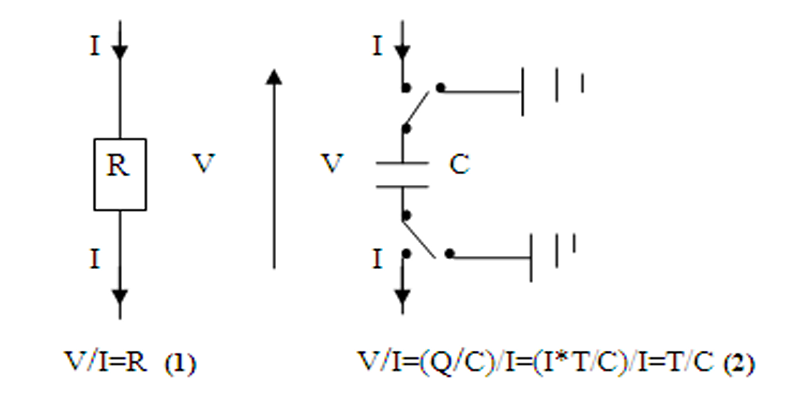 I I
R V V C
I I
V/I=R (1) V/I=(Q/C)/I=(I*T/C)/I=T/C (2)